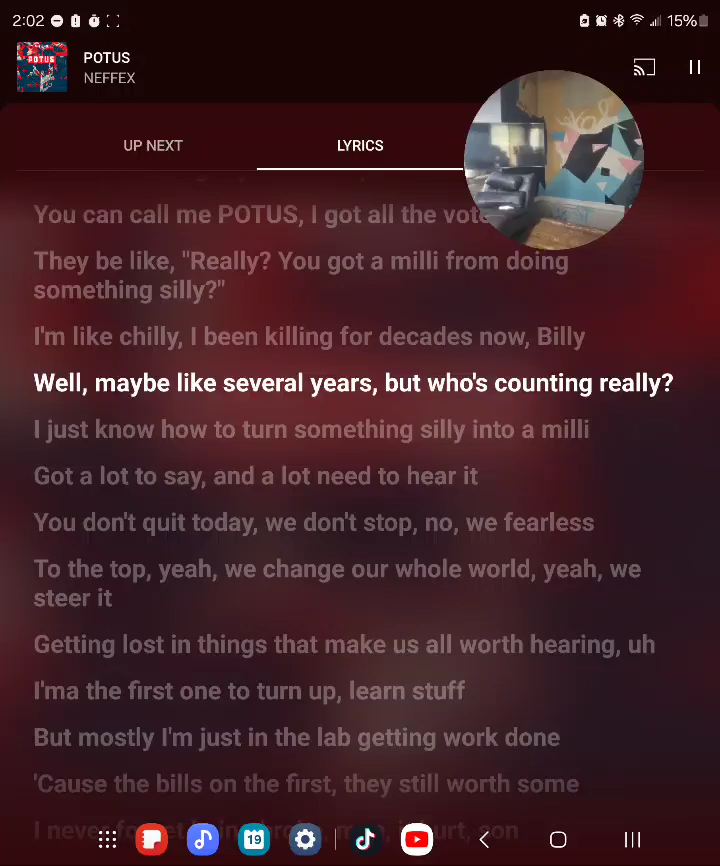 2:02
15%
POTUS
POTUS
NEFFEX
UP NEXT
LYRICS
You can call me POTUS, I got all the
They be like, "Really? You got a milli from doing
something silly?"
I'm like chilly, I been killing for decades now, Billy
Well, maybe like several years, but who's counting really?
I just know how to turn something silly into a milli
Got a lot to say, and a lot need to hear it
You don't quit today, we don't stop, no, we fearless
To the top, yeah, we change our whole world, yeah, we
steer it
Getting lost in things that make us all worth hearing, uh
I'ma the first one to turn up, learn stuff
But mostly I'm just in the lab getting work done
'Cause the bills on the first, they still worth some
I never
19